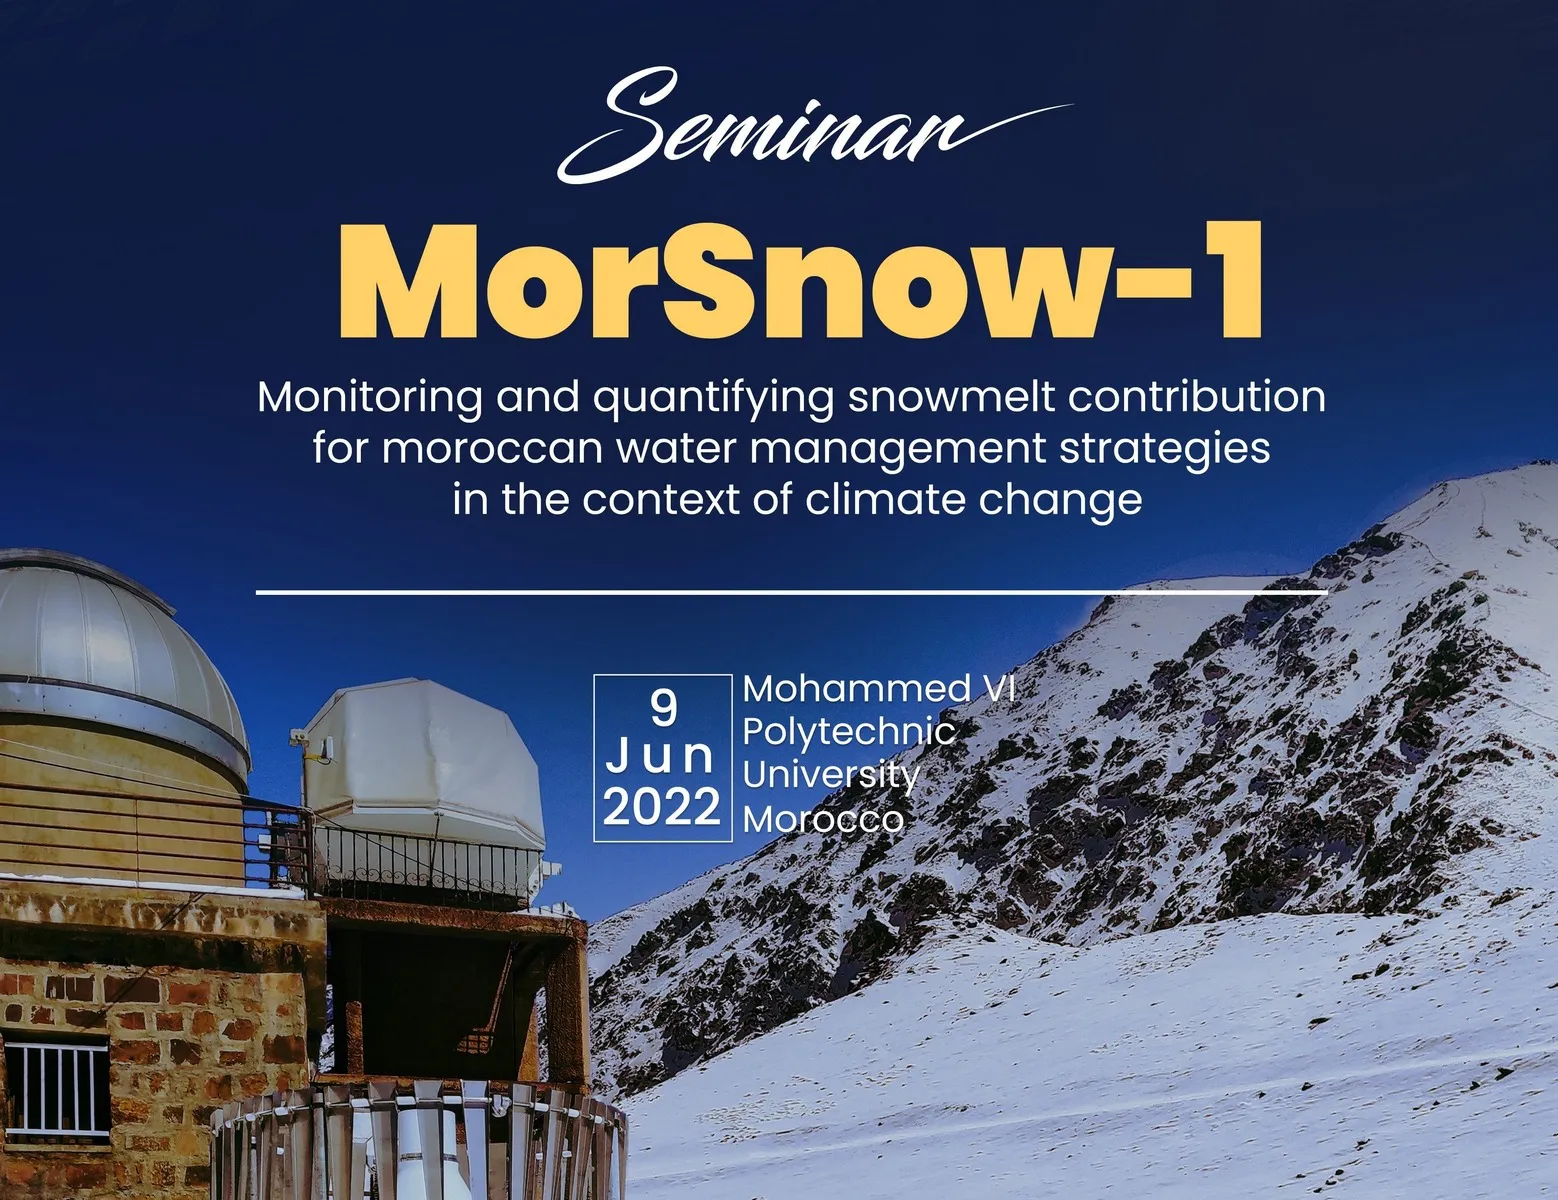 Seminar
MorSnow-1
Monitoring and quantifying snowmelt contribution
for moroccan water management strategies
in the context of climate change
9
Jun
2022
Mohammed VI
Polytechnic
University
Morocco